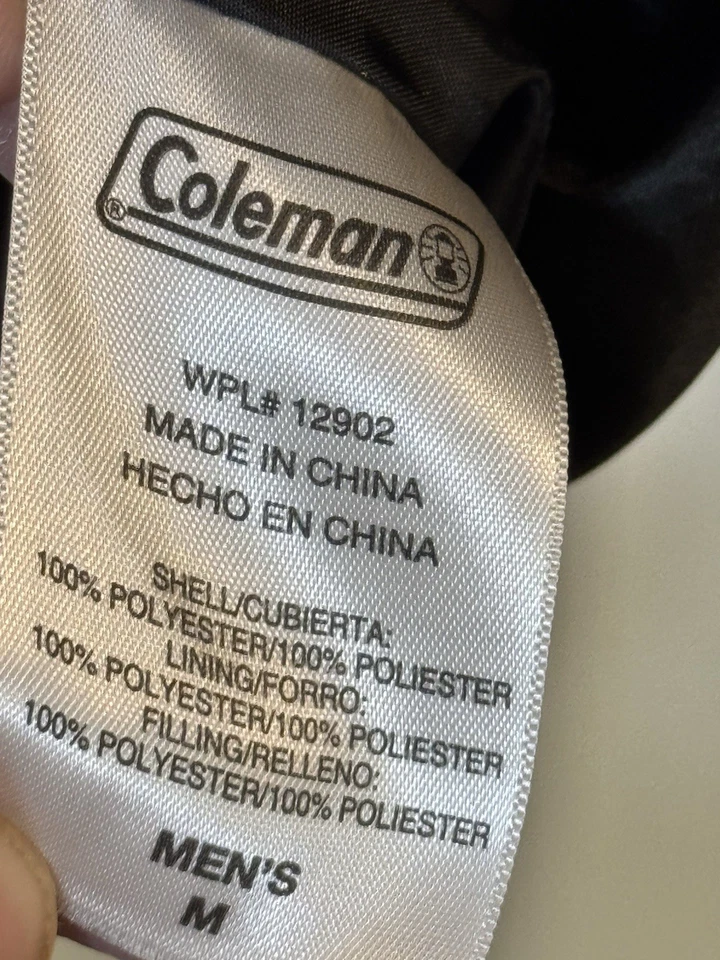 Coleman
®
WPL# 12902
MADE IN CHINA
HECHO EN CHINA
SHELL/CUBIERTA:
100% POLYESTER/100% POLIESTER
LINING/FORRO:
100% POLYESTER/100% POLIESTER
FILLING/RELLENO:
100% POLYESTER/100% POLIESTER
MEN'S
M